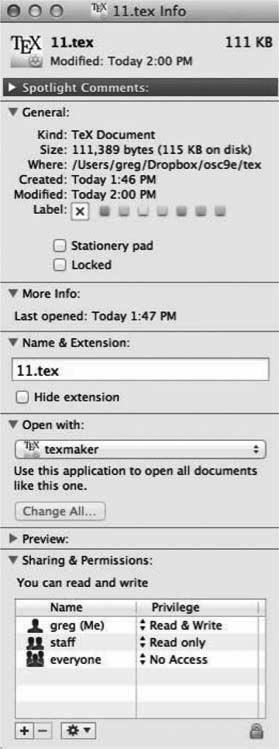 TEX 11.tex Info
TEX 11.tex 111 KB
Modified: Today 2:00 PM
Spotlight Comments:
General:
Kind: TeX Document
Size: 111,389 bytes (115 KB on disk)
Where: /Users/greg/Dropbox/osc9e/tex
Created: Today 1:46 PM
Modified: Today 2:00 PM
Label: x
Stationery pad
Locked
More Info:
Last opened: Today 1:47 PM
Name & Extension:
11.tex
Hide extension
Open with:
TEX texmaker
Use this application to open all documents
like this one.
Change All...
Preview:
Sharing & Permissions:
You can read and write
Name Privilege
greg (Me) Read & Write
staff Read only
everyone No Access